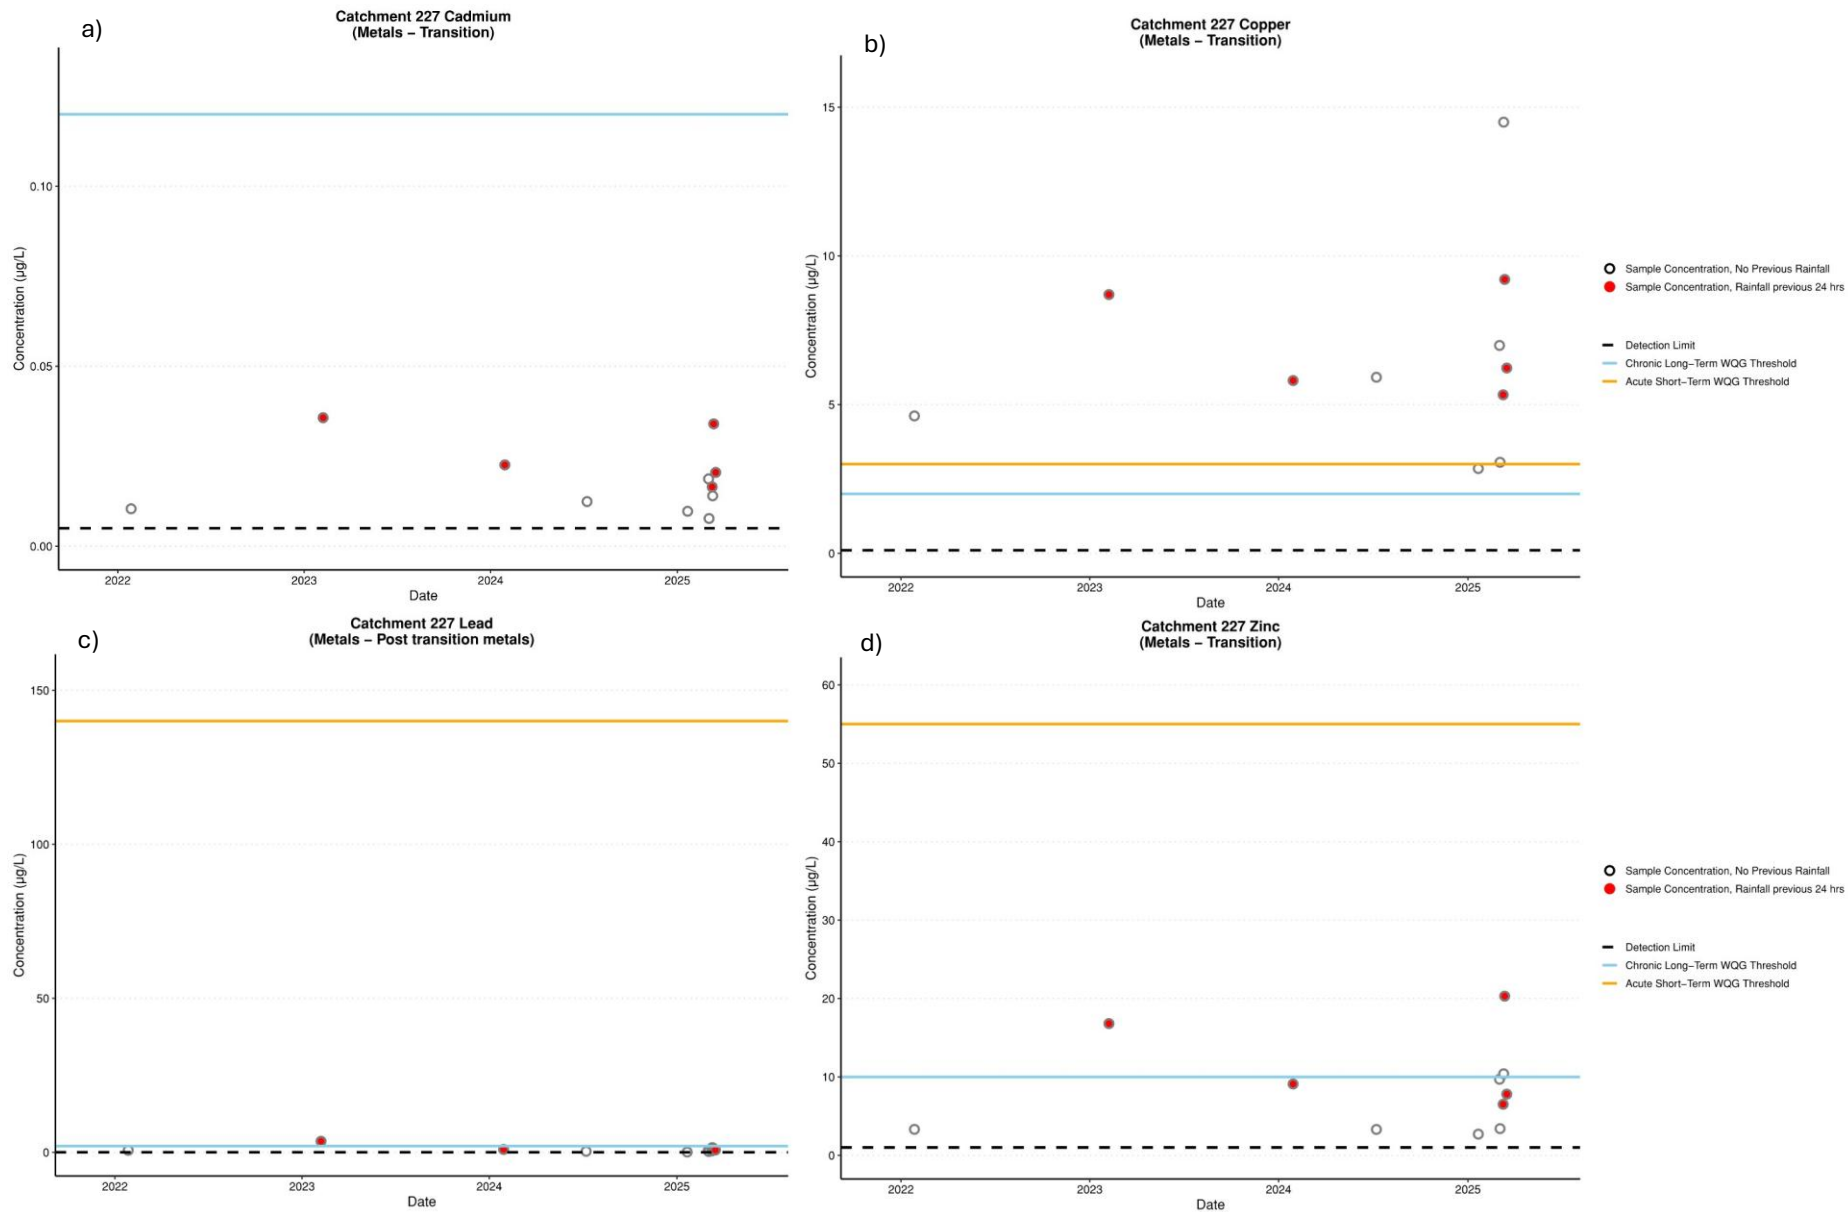 a)
Catchment 227 Cadmium
(Metals − Transition)
Concentration (µg/L)
0.10
0.05
0.00
2022
2023
2024
2025
Date
b)
Catchment 227 Copper
(Metals − Transition)
Concentration (µg/L)
15
10
5
0
2022
2023
2024
2025
Date
Sample Concentration, No Previous Rainfall
Sample Concentration, Rainfall previous 24 hrs
Detection Limit
Chronic Long−Term WQG Threshold
Acute Short−Term WQG Threshold
c)
Catchment 227 Lead
(Metals − Post transition metals)
Concentration (µg/L)
150
100
50
0
2022
2023
2024
2025
Date
d)
Catchment 227 Zinc
(Metals − Transition)
Concentration (µg/L)
60
50
40
30
20
10
0
2022
2023
2024
2025
Date
Sample Concentration, No Previous Rainfall
Sample Concentration, Rainfall previous 24 hrs
Detection Limit
Chronic Long−Term WQG Threshold
Acute Short−Term WQG Threshold